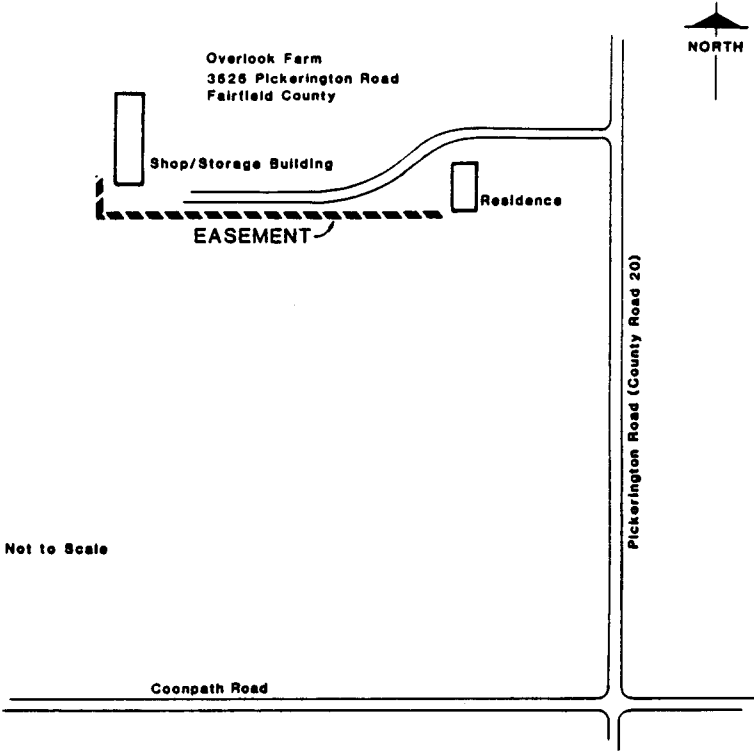 NORTH
Overlook Farm
3626 Pickerington Road
Fairfield County
Shop/Storage Building
Residence
EASEMENT
Pickerington Road (County Road 20)
Not to Scale
Coonpath Road